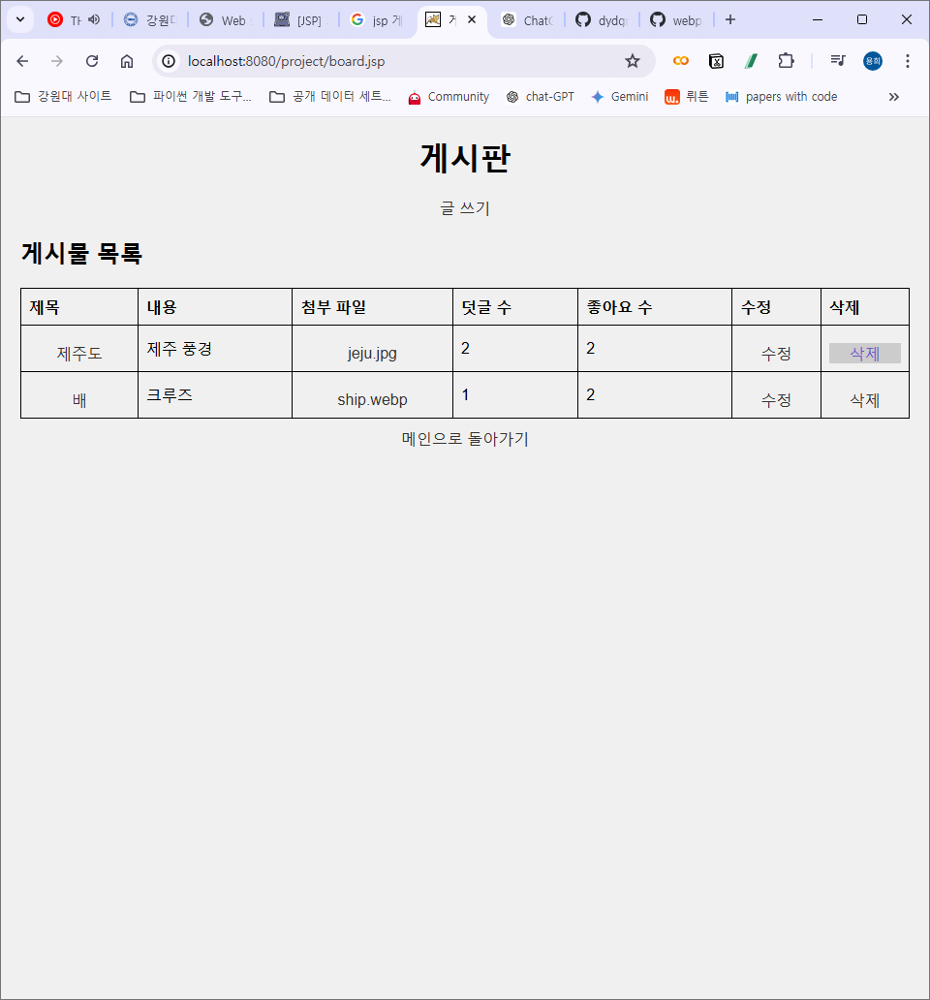 강원 Web [JSP] jsp 게 ChatG dydq webp
localhost:8080/project/board.jsp 용희
강원대 사이트 파이썬 개발 도구... 공개 데이터 세트... Community chat-GPT Gemini 뤼튼 papers with code
게시판
글 쓰기
게시물 목록
제목 내용 첨부 파일 덧글 수 좋아요 수 수정 삭제
제주도 제주 풍경 jeju.jpg 2 2 수정 삭제
배 크루즈 ship.webp 1 2 수정 삭제
메인으로 돌아가기